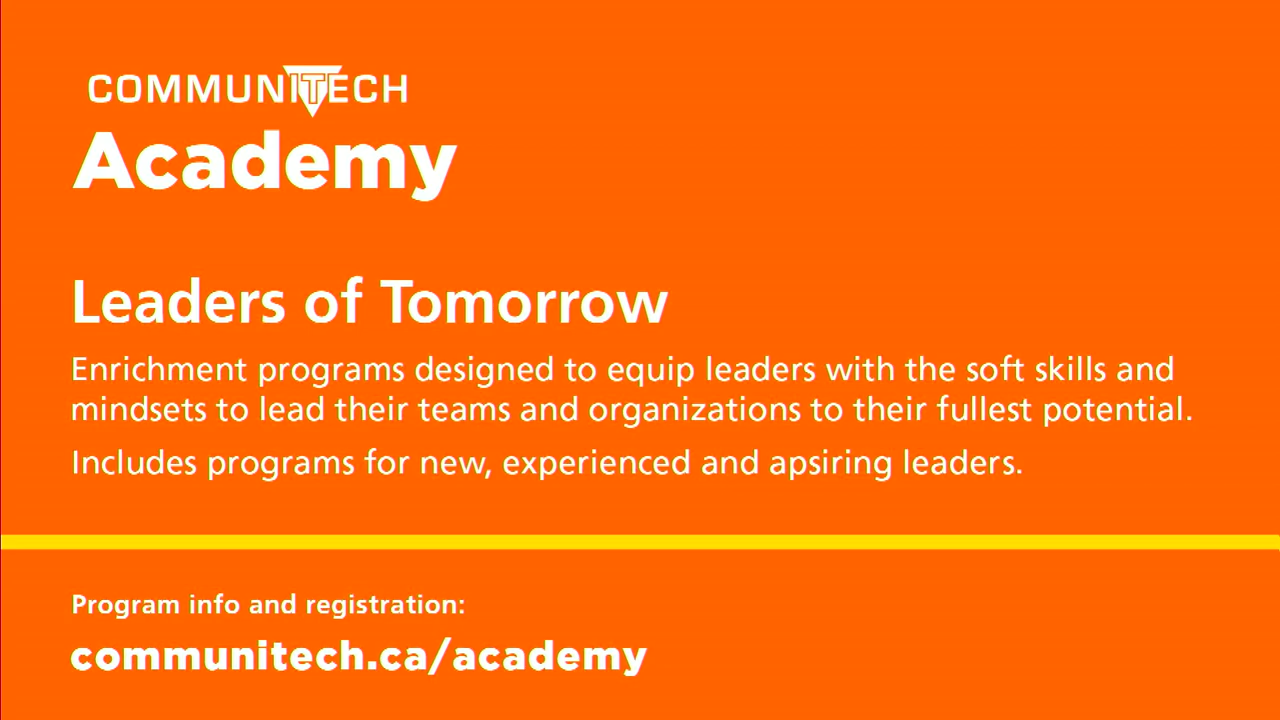 COMMUNITECH
Academy
Leaders of Tomorrow
Enrichment programs designed to equip leaders with the soft skills and
mindsets to lead their teams and organizations to their fullest potential.
Includes programs for new, experienced and apsiring leaders.
Program info and registration:
communitech.ca/academy